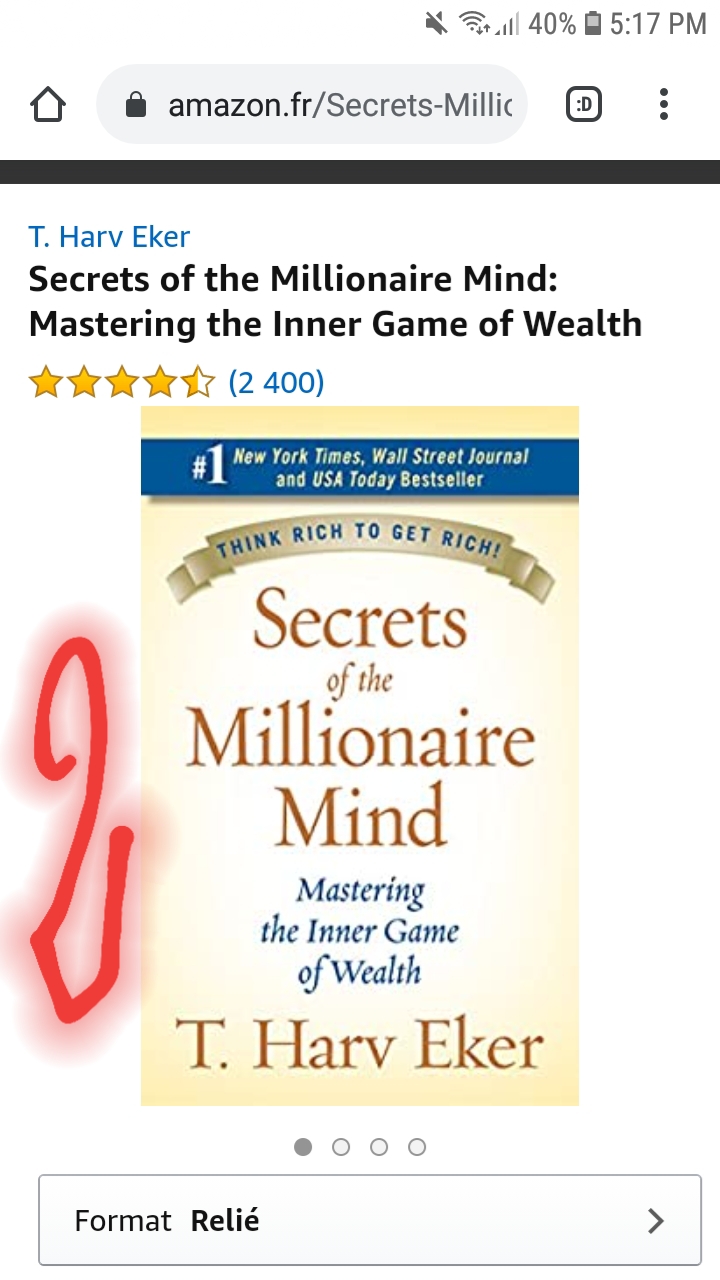 40% 5:17 PM
amazon.fr/Secrets-Millic
:D
T. Harv Eker
Secrets of the Millionaire Mind:
Mastering the Inner Game of Wealth
(2 400)
#1 New York Times, Wall Street Journal
and USA Today Bestseller
THINK RICH TO GET RICH!
Secrets
of the
Millionaire
Mind
Mastering
the Inner Game
of Wealth
T. Harv Eker
2
Format Relié